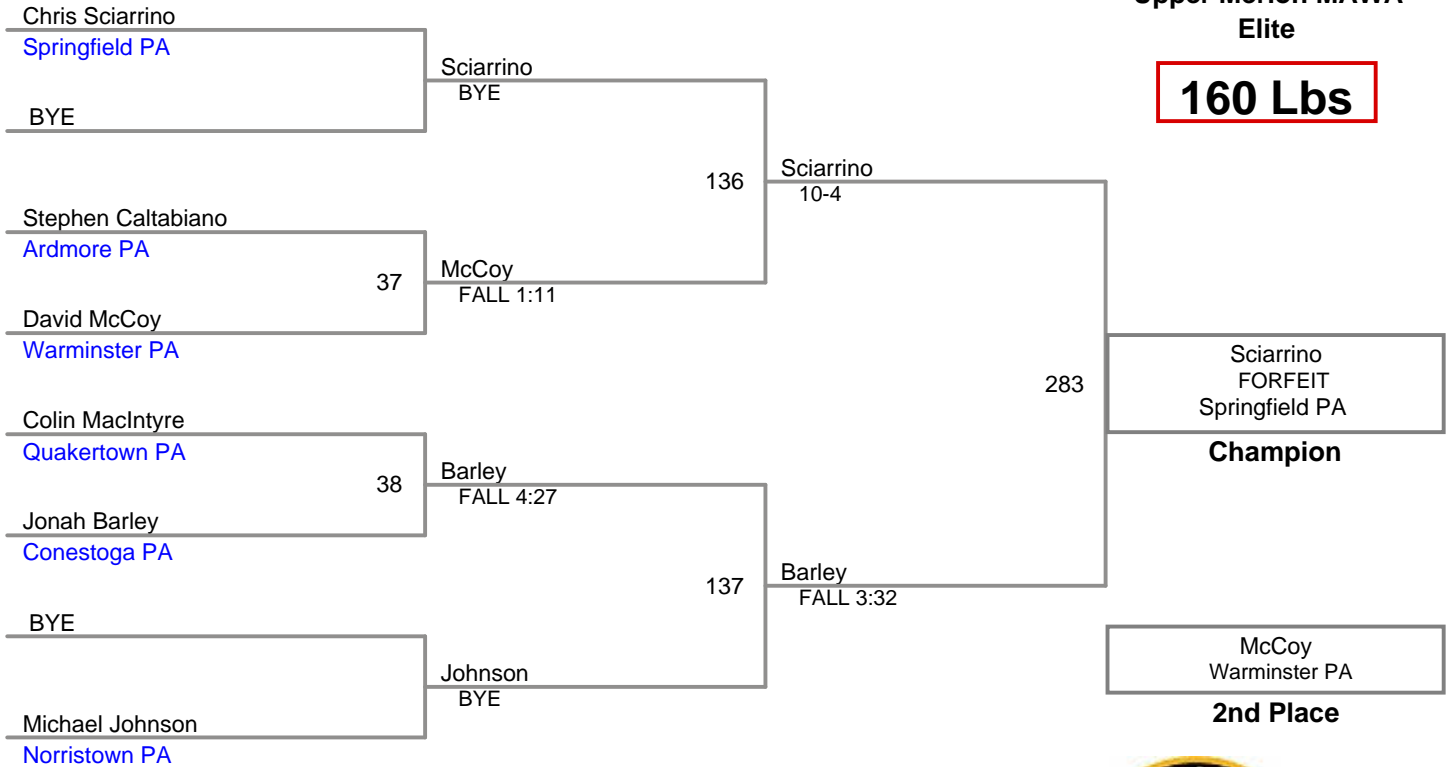 Upper Merion MAWA
Elite
160 Lbs
Chris Sciarrino
Springfield PA
BYE
Sciarrino
BYE
136
Sciarrino
10-4
Stephen Caltabiano
Ardmore PA
37
McCoy
FALL 1:11
David McCoy
Warminster PA
283
Sciarrino
FORFEIT
Springfield PA
Champion
Colin MacIntyre
Quakertown PA
38
Barley
FALL 4:27
Jonah Barley
Conestoga PA
137
Barley
FALL 3:32
BYE
Johnson
BYE
Michael Johnson
Norristown PA
McCoy
Warminster PA
2nd Place